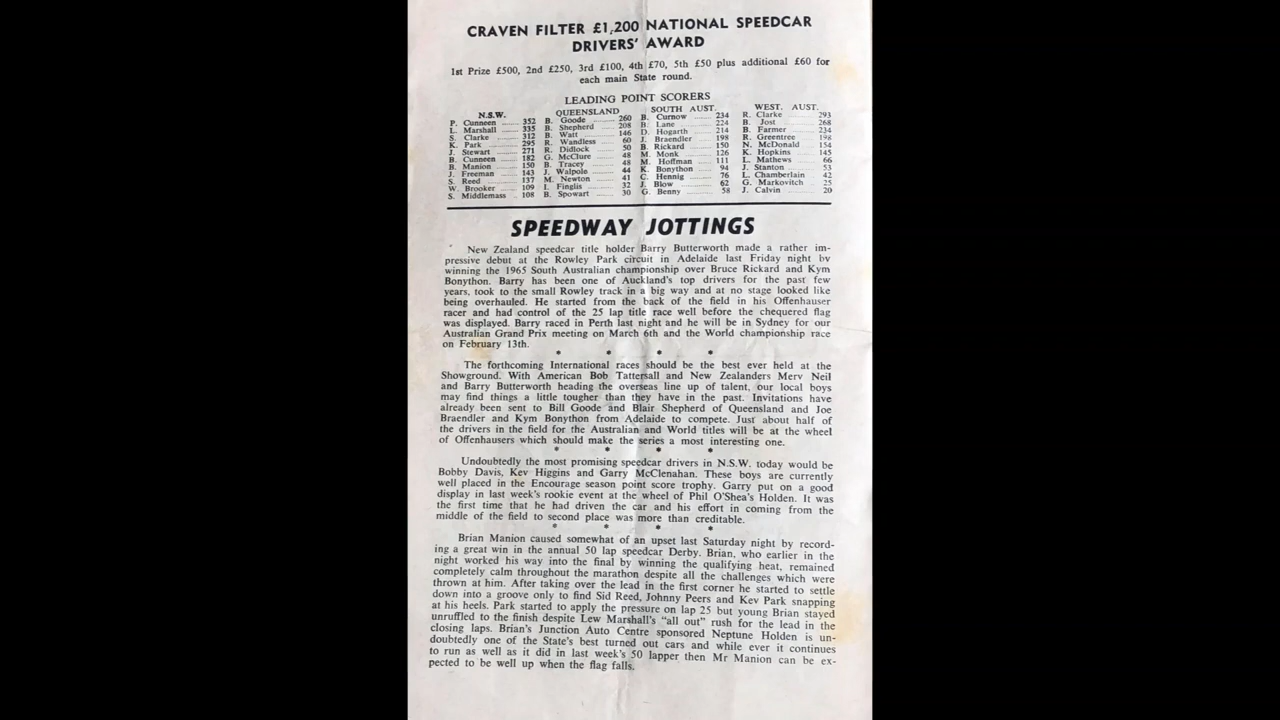 CRAVEN FILTER £1,200 NATIONAL SPEEDCAR
DRIVERS' AWARD
1st Prize £500, 2nd £250, 3rd £100, 4th £70, 5th £50 plus additional £60 for
each main State round.
LEADING POINT SCORERS
N.S.W. QUEENSLAND SOUTH AUST. WEST. AUST.
P. Cunneen ...... 352 B. Goode ...... 260 B. Curnow ...... 234 R. Clarke ...... 293
L. Marshall ...... 335 B. Shepherd ...... 208 B. Lane ...... 224 B. Jost ...... 268
S. Clarke ...... 312 B. Watt ...... 146 D. Hogarth ...... 214 B. Farmer ...... 234
K. Park ...... 295 R. Wandless ...... 60 J. Braendler ...... 198 R. Greentree ...... 198
J. Stewart ...... 271 R. Didlock ...... 50 B. Rickard ...... 150 N. McDonald ...... 154
B. Cunneen ...... 182 G. McClure ...... 48 M. Monk ...... 126 K. Hopkins ...... 145
B. Manion ...... 150 B. Tracey ...... 48 M. Hoffman ...... 111 L. Mathews ...... 66
J. Freeman ...... 143 J. Walpole ...... 44 K. Bonython ...... 94 J. Stanton ...... 53
S. Reed ...... 137 M. Newton ...... 41 C. Hennig ...... 76 L. Chamberlain ...... 42
W. Brooker ...... 109 I. Finglis ...... 32 J. Blow ...... 62 G. Markovitch ...... 25
S. Middlemass ... 108 B. Spowart ...... 30 G. Benny ...... 58 J. Calvin ...... 20
SPEEDWAY JOTTINGS
New Zealand speedcar title holder Barry Butterworth made a rather im-
pressive debut at the Rowley Park circuit in Adelaide last Friday night by
winning the 1965 South Australian championship over Bruce Rickard and Kym
Bonython. Barry has been one of Auckland's top drivers for the past few
years, took to the small Rowley track in a big way and at no stage looked like
being overhauled. He started from the back of the field in his Offenhauser
racer and had control of the 25 lap title race well before the chequered flag
was displayed. Barry raced in Perth last night and he will be in Sydney for our
Australian Grand Prix meeting on March 6th and the World championship race
on February 13th.
* * * *
The forthcoming International races should be the best ever held at the
Showground. With American Bob Tattersall and New Zealanders Merv Neil
and Barry Butterworth heading the overseas line up of talent, our local boys
may find things a little tougher than they have in the past. Invitations have
already been sent to Bill Goode and Blair Shepherd of Queensland and Joe
Braendler and Kym Bonython from Adelaide to compete. Just about half of
the drivers in the field for the Australian and World titles will be at the wheel
of Offenhausers which should make the series a most interesting one.
* * * *
Undoubtedly the most promising speedcar drivers in N.S.W. today would be
Bobby Davis, Kev Higgins and Garry McClenahan. These boys are currently
well placed in the Encourage season point score trophy. Garry put on a good
display in last week's rookie event at the wheel of Phil O'Shea's Holden. It was
the first time that he had driven the car and his effort in coming from the
middle of the field to second place was more than creditable.
* * * *
Brian Manion caused somewhat of an upset last Saturday night by record-
ing a great win in the annual 50 lap speedcar Derby. Brian, who earlier in the
night worked his way into the final by winning the qualifying heat, remained
completely calm throughout the marathon despite all the challenges which were
thrown at him. After taking over the lead in the first corner he started to settle
down into a groove only to find Sid Reed, Johnny Peers and Kev Park snapping
at his heels. Park started to apply the pressure on lap 25 but young Brian stayed
unruffled to the finish despite Lew Marshall's "all out" rush for the lead in the
closing laps. Brian's Junction Auto Centre sponsored Neptune Holden is un-
doubtedly one of the State's best turned out cars and while ever it continues
to run as well as it did in last week's 50 lapper then Mr Manion can be ex-
pected to be well up when the flag falls.